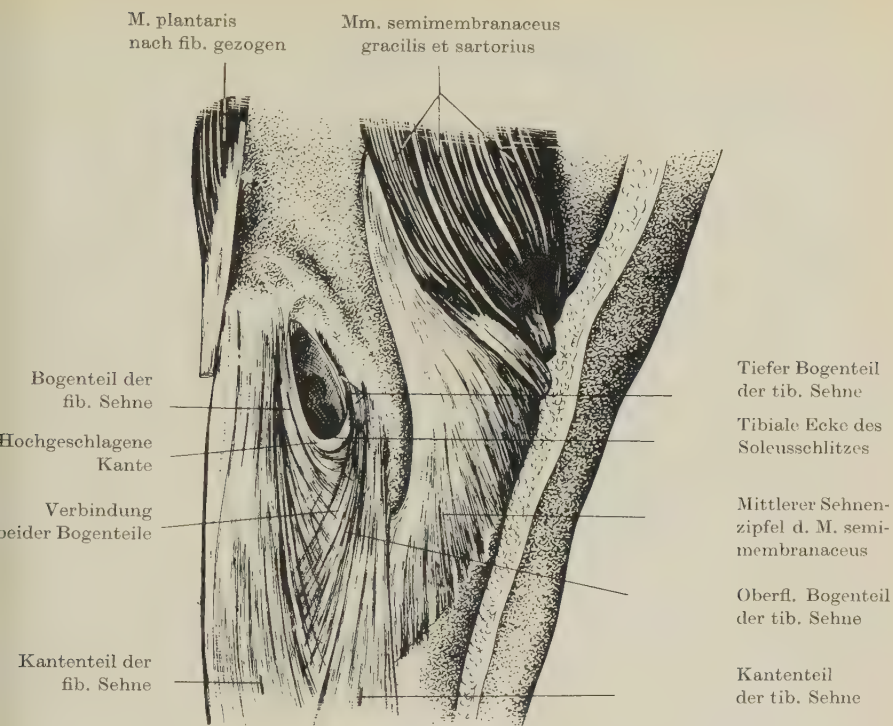 M. plantaris
nach fib. gezogen
Mm. semimembranaceus
gracilis et sartorius
Bogenteil der
fib. Sehne
Hochgeschlagene
Kante
Verbindung
beider Bogenteile
Kantenteil der
fib. Sehne
Tiefer Bogenteil
der tib. Sehne
Tibiale Ecke des
Soleusschlitzes
Mittlerer Sehnen-
zipfel d. M. semi-
membranaceus
Oberfl. Bogenteil
der tib. Sehne
Kantenteil
der tib. Sehne